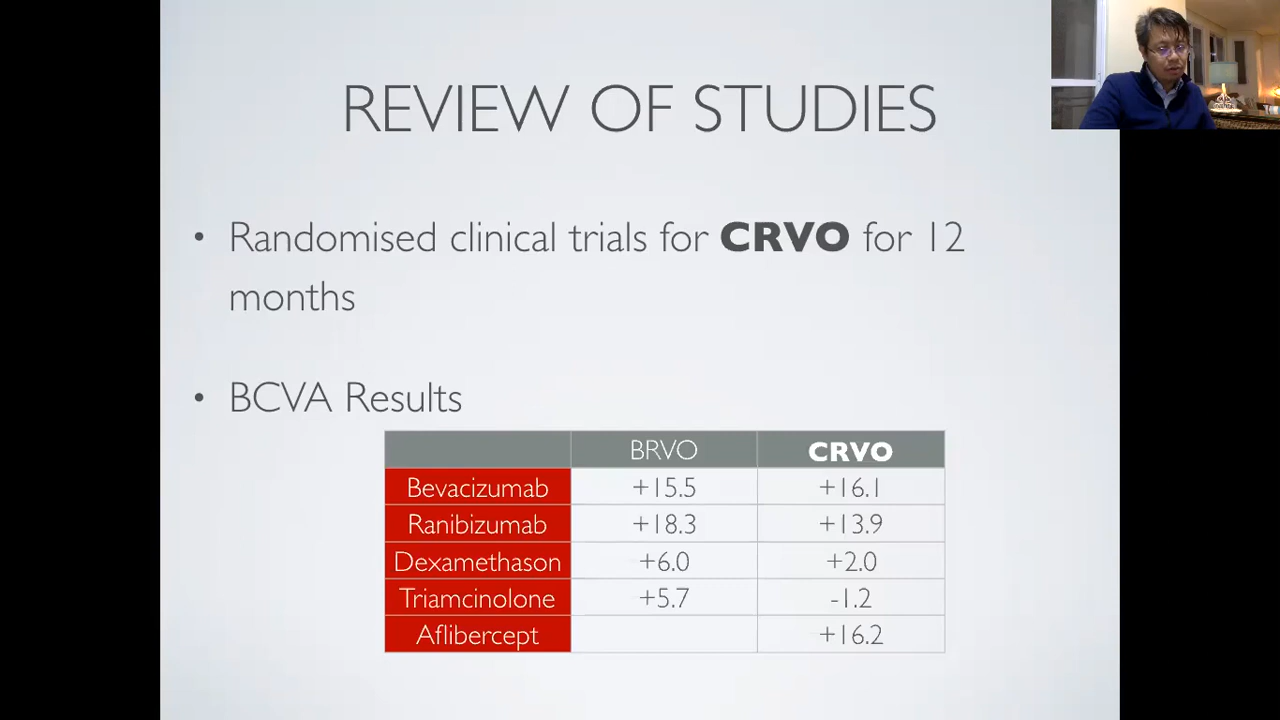 REVIEW OF STUDIES
• Randomised clinical trials for CRVO for 12
months
• BCVA Results
BRVO CRVO
Bevacizumab +15.5 +16.1
Ranibizumab +18.3 +13.9
Dexamethason +6.0 +2.0
Triamcinolone +5.7 -1.2
Aflibercept +16.2